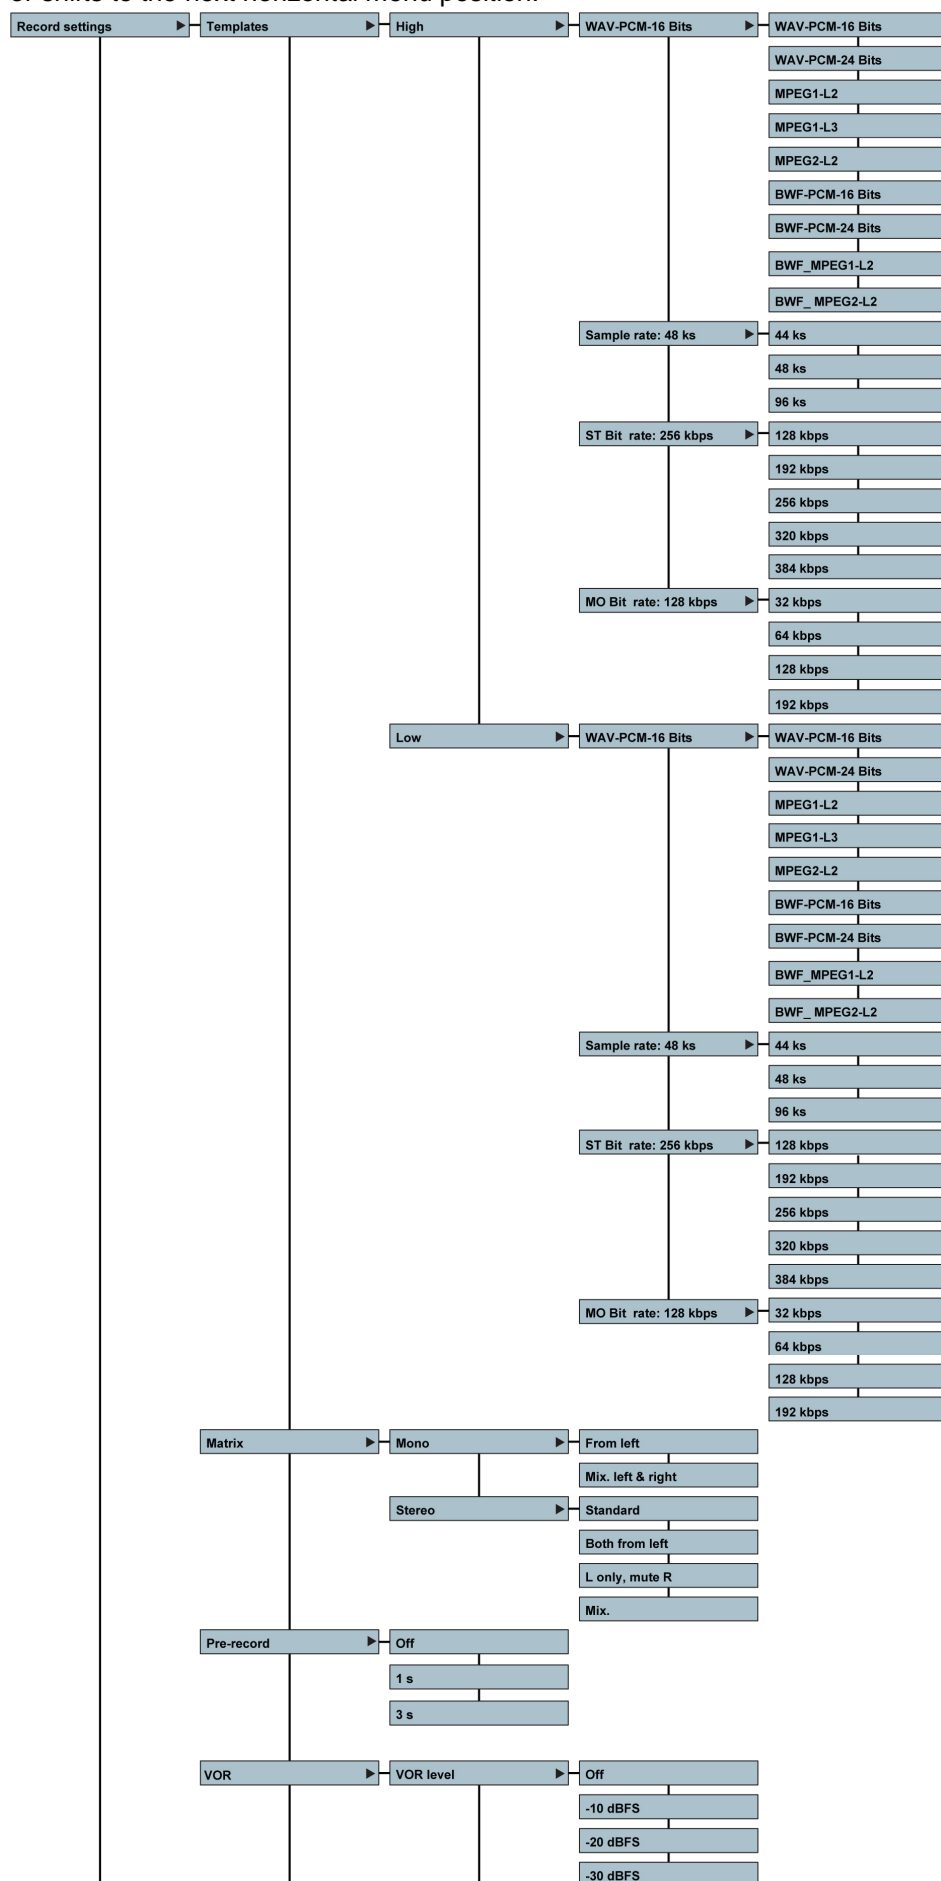 or shifts to the next horizontal menu position.
Record settings
Templates
High
WAV-PCM-16 Bits
WAV-PCM-16 Bits
WAV-PCM-24 Bits
MPEG1-L2
MPEG1-L3
MPEG2-L2
BWF-PCM-16 Bits
BWF-PCM-24 Bits
BWF_MPEG1-L2
BWF_ MPEG2-L2
Sample rate: 48 ks
44 ks
48 ks
96 ks
ST Bit rate: 256 kbps
128 kbps
192 kbps
256 kbps
320 kbps
384 kbps
MO Bit rate: 128 kbps
32 kbps
64 kbps
128 kbps
192 kbps
Low
WAV-PCM-16 Bits
WAV-PCM-16 Bits
WAV-PCM-24 Bits
MPEG1-L2
MPEG1-L3
MPEG2-L2
BWF-PCM-16 Bits
BWF-PCM-24 Bits
BWF_MPEG1-L2
BWF_ MPEG2-L2
Sample rate: 48 ks
44 ks
48 ks
96 ks
ST Bit rate: 256 kbps
128 kbps
192 kbps
256 kbps
320 kbps
384 kbps
MO Bit rate: 128 kbps
32 kbps
64 kbps
128 kbps
192 kbps
Matrix
Mono
From left
Mix. left & right
Stereo
Standard
Both from left
L only, mute R
Mix.
Pre-record
Off
1 s
3 s
VOR
VOR level
Off
-10 dBFS
-20 dBFS
-30 dBFS